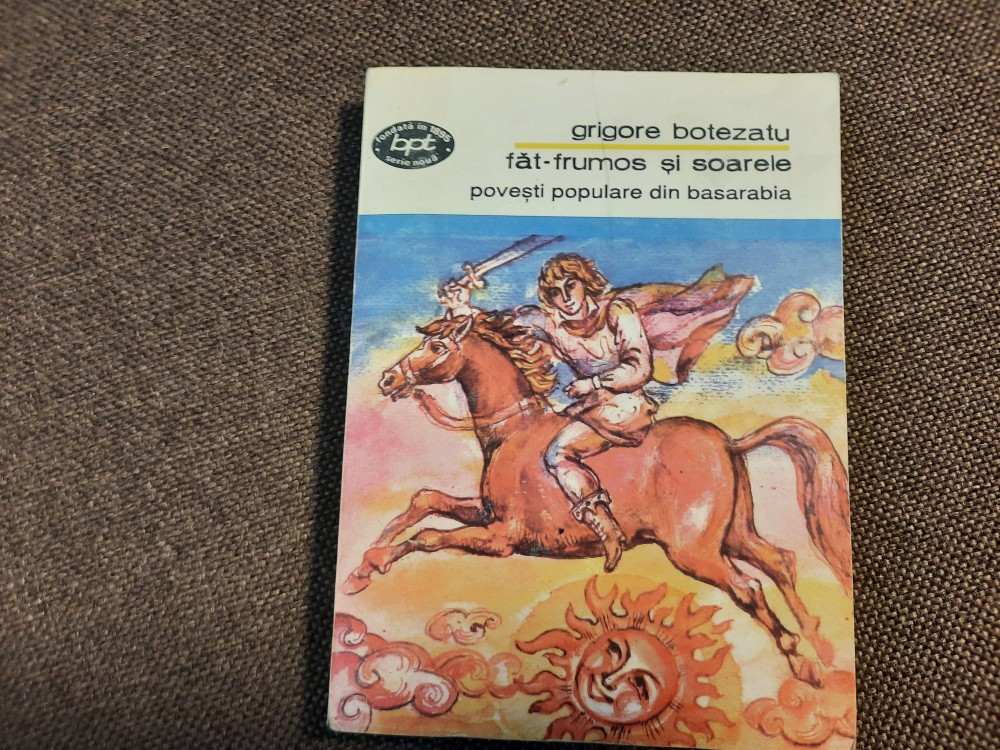 fondată în 1895
bpt
serie nouă
grigore botezatu
făt-frumos și soarele
povești populare din basarabia